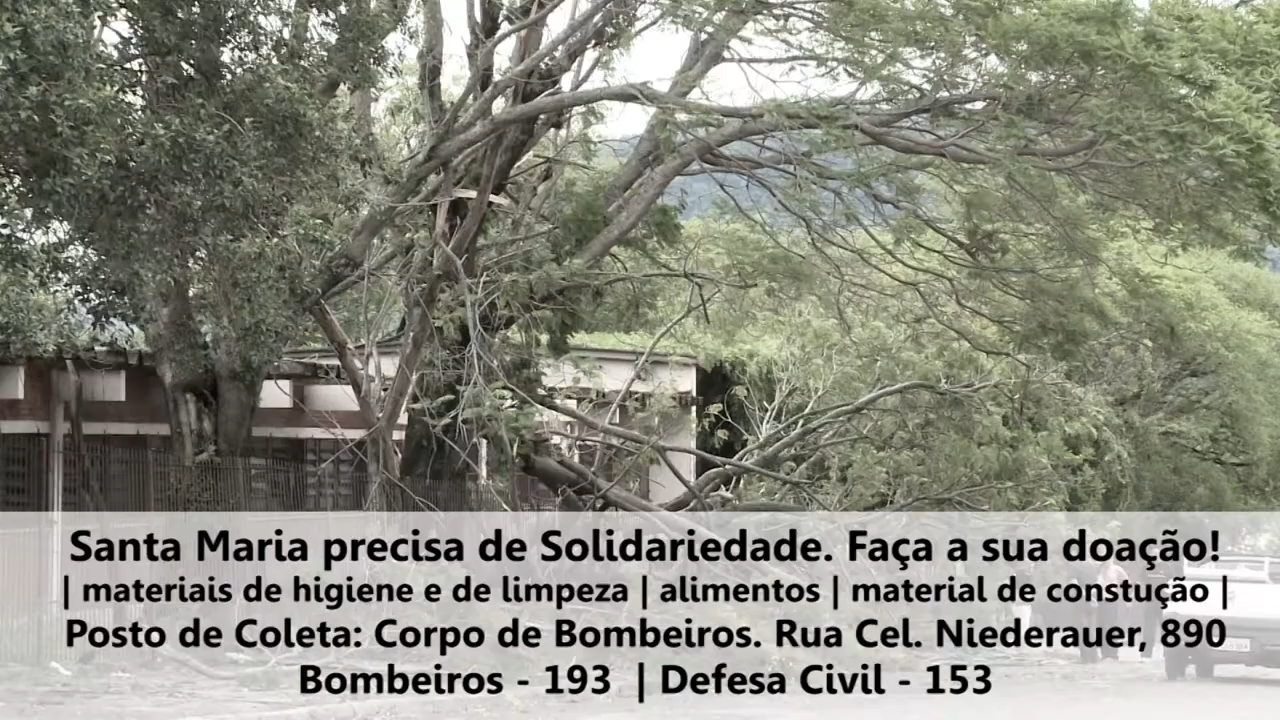 Santa Maria precisa de Solidariedade. Faça a sua doação!
| materiais de higiene e de limpeza | alimentos | material de constução |
Posto de Coleta: Corpo de Bombeiros. Rua Cel. Niederauer, 890
Bombeiros - 193 | Defesa Civil - 153